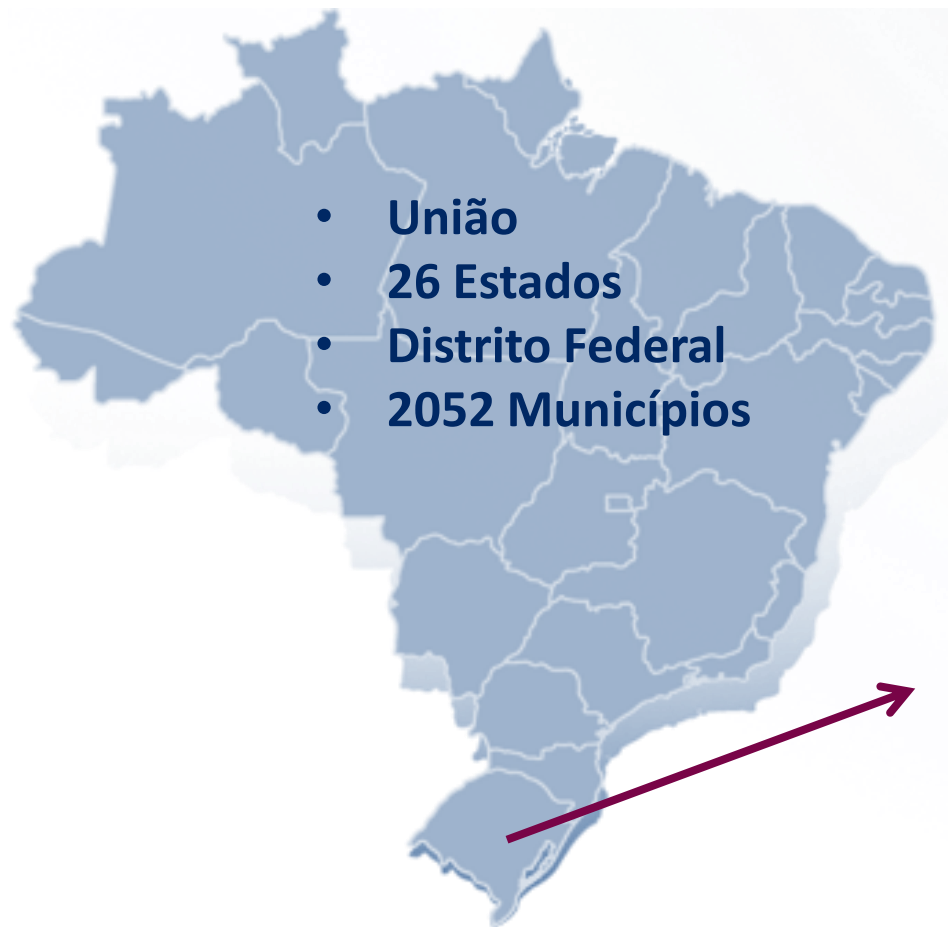 • União
• 26 Estados
• Distrito Federal
• 2052 Municípios